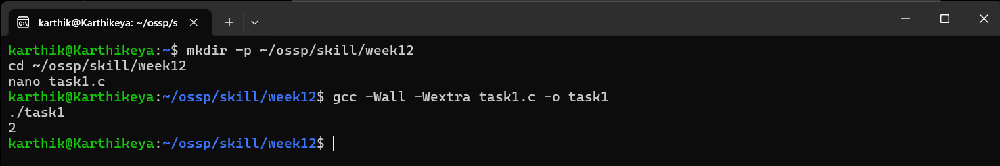 karthik@Karthikeya: ~/ossp/s
karthik@Karthikeya:~$ mkdir -p ~/ossp/skill/week12
cd ~/ossp/skill/week12
nano task1.c
karthik@Karthikeya:~/ossp/skill/week12$ gcc -Wall -Wextra task1.c -o task1
./task1
2
karthik@Karthikeya:~/ossp/skill/week12$